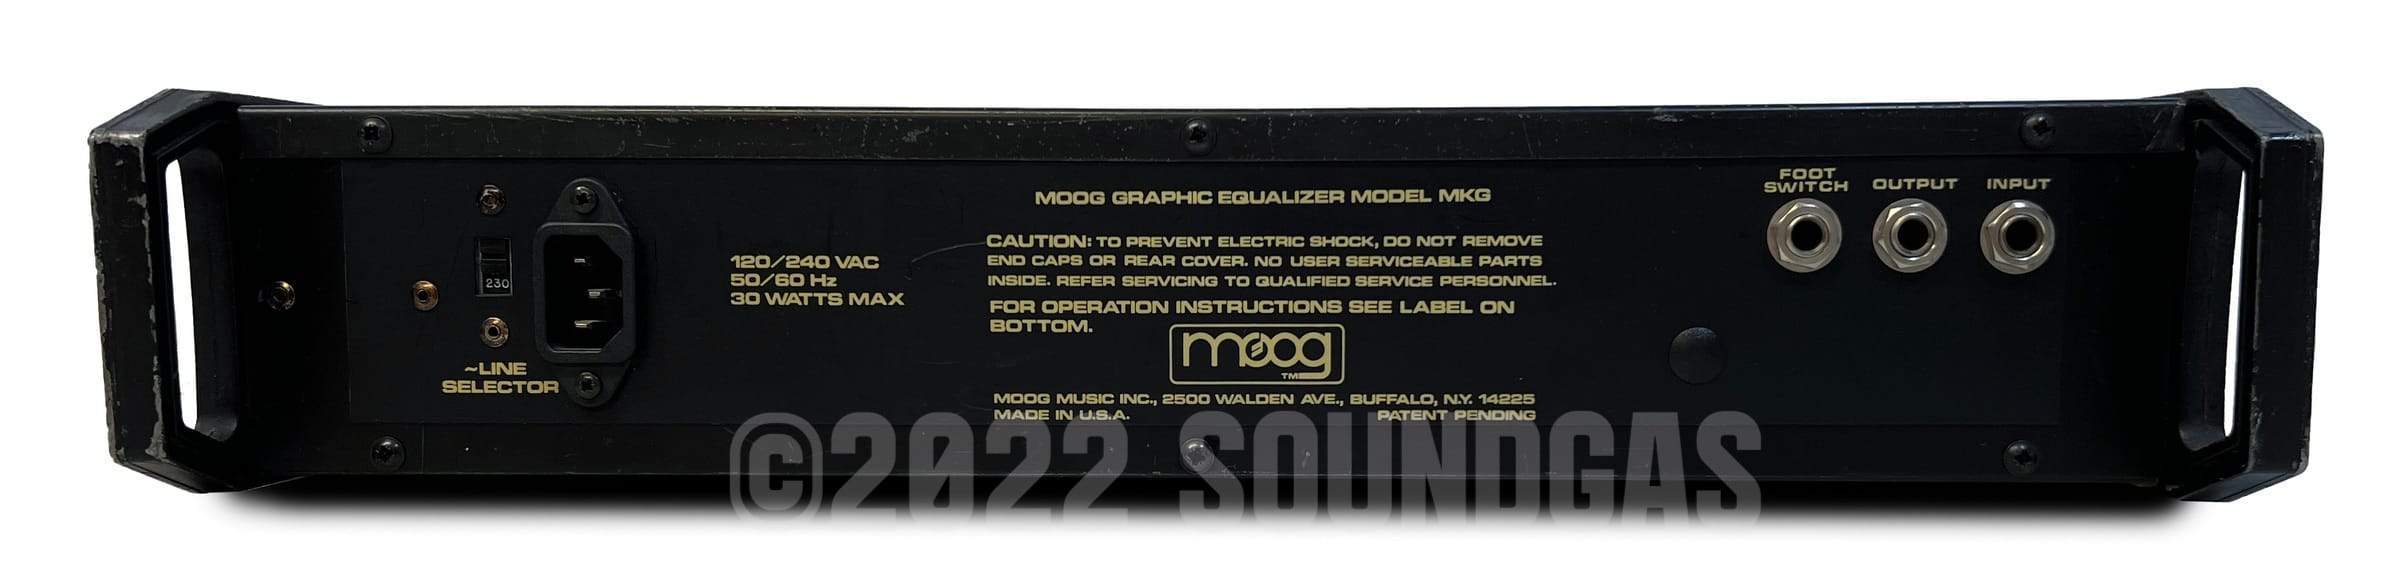 MOOG GRAPHIC EQUALIZER MODEL MKG
FOOT
SWITCH
OUTPUT
INPUT
CAUTION: TO PREVENT ELECTRIC SHOCK, DO NOT REMOVE
END CAPS OR REAR COVER. NO USER SERVICEABLE PARTS
INSIDE. REFER SERVICING TO QUALIFIED SERVICE PERSONNEL.
120/240 VAC
50/60 Hz
30 WATTS MAX
230
FOR OPERATION INSTRUCTIONS SEE LABEL ON
BOTTOM.
moog
TM
~LINE
SELECTOR
MOOG MUSIC INC., 2500 WALDEN AVE., BUFFALO, N.Y. 14225
MADE IN U.S.A. PATENT PENDING
©2022 SOUNDGAS